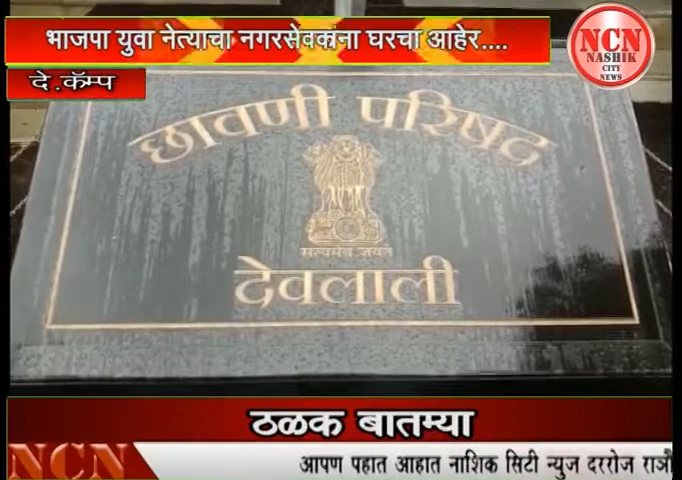 भाजपा युवा नेत्याचा नगरसेवकांना घरचा आहेर....
NCN
NASHIK
CITY
NEWS
दे.कॅम्प
छावणी परिषद
सत्यमेव जयते
देवलाली
ठळक बातम्या
NCN
आपण पहात आहात नाशिक सिटी न्युज दररोज